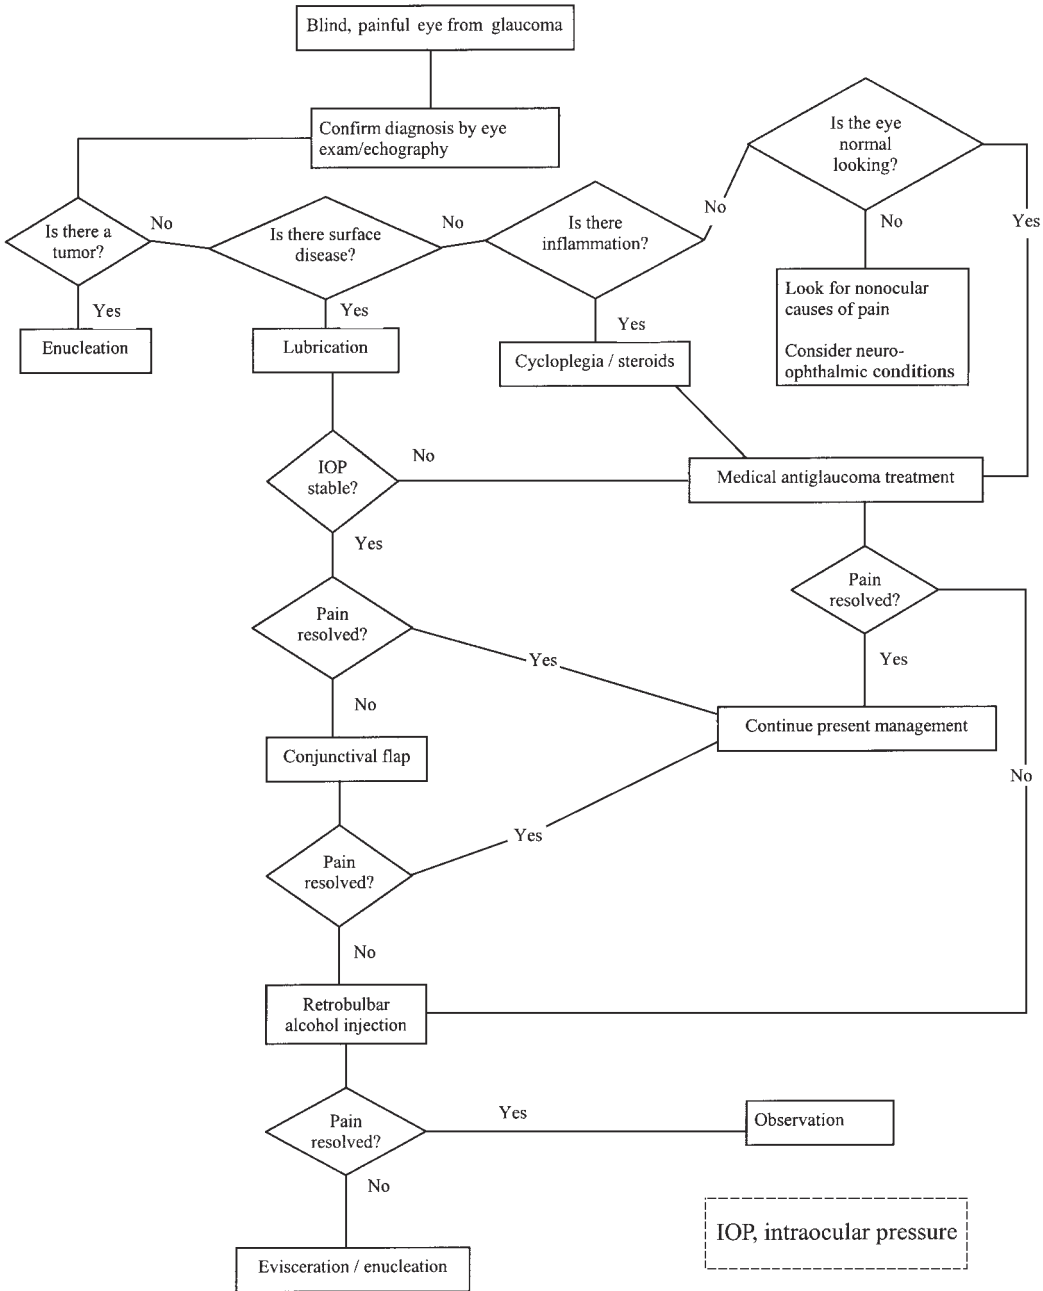 Blind, painful eye from glaucoma
Confirm diagnosis by eye
exam/echography
Is the eye
normal
looking?
No
Yes
No
Look for nonocular
causes of pain
Consider neuro-
ophthalmic conditions
Is there a
tumor?
No
Yes
Enucleation
Is there surface
disease?
No
Yes
Lubrication
Is there
inflammation?
Yes
Cycloplegia / steroids
IOP
stable?
No
Yes
Medical antiglaucoma treatment
Pain
resolved?
Yes
No
Pain
resolved?
Yes
No
Continue present management
Conjunctival flap
Pain
resolved?
Yes
No
Retrobulbar
alcohol injection
Pain
resolved?
Yes
Observation
No
Evisceration / enucleation
IOP, intraocular pressure